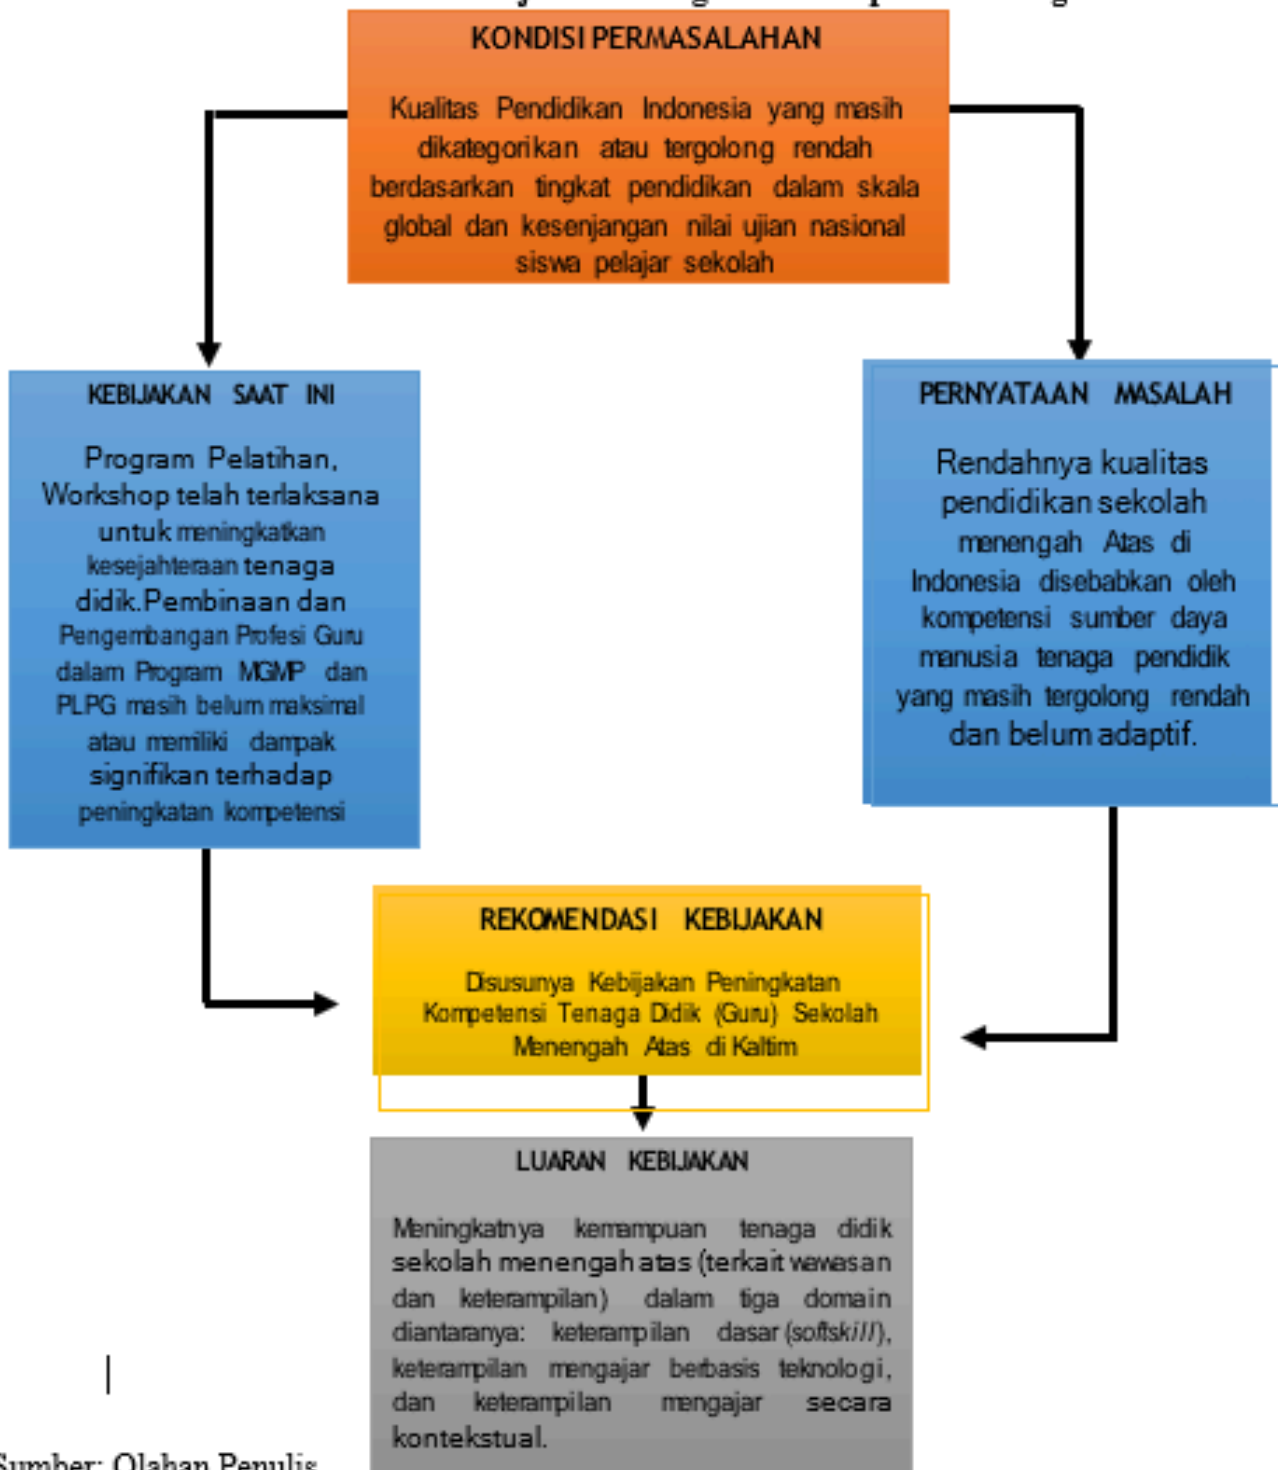 KONDISI PERMASALAHAN
Kualitas Pendidikan Indonesia yang masih
dikategorikan atau tergolong rendah
berdasarkan tingkat pendidikan dalam skala
global dan kesenjangan nilai ujian nasional
siswa pelajar sekolah
KEBIJAKAN SAAT INI
Program Pelatihan,
Workshop telah terlaksana
untuk meningkatkan
kesejahteraan tenaga
didik.Pembinaan dan
Pengembangan Profesi Guru
dalam Program MGMP dan
PLPG masih belum maksimal
atau memiliki dampak
signifikan terhadap
peningkatan kompetensi
PERNYATAAN MASALAH
Rendahnya kualitas
pendidikan sekolah
menengah Atas di
Indonesia disebabkan oleh
kompetensi sumber daya
manusia tenaga pendidik
yang masih tergolong rendah
dan belum adaptif.
REKOMENDASI KEBIJAKAN
Disusunya Kebijakan Peningkatan
Kompetensi Tenaga Didik (Guru) Sekolah
Menengah Atas di Kaltim
LUARAN KEBIJAKAN
Meningkatnya kemampuan tenaga didik
sekolah menengah atas (terkait wawasan
dan keterampilan) dalam tiga domain
diantaranya: keterampilan dasar (softskill),
keterampilan mengajar berbasis teknologi,
dan keterampilan mengajar secara
kontekstual.
Sumber: Olahan Penulis